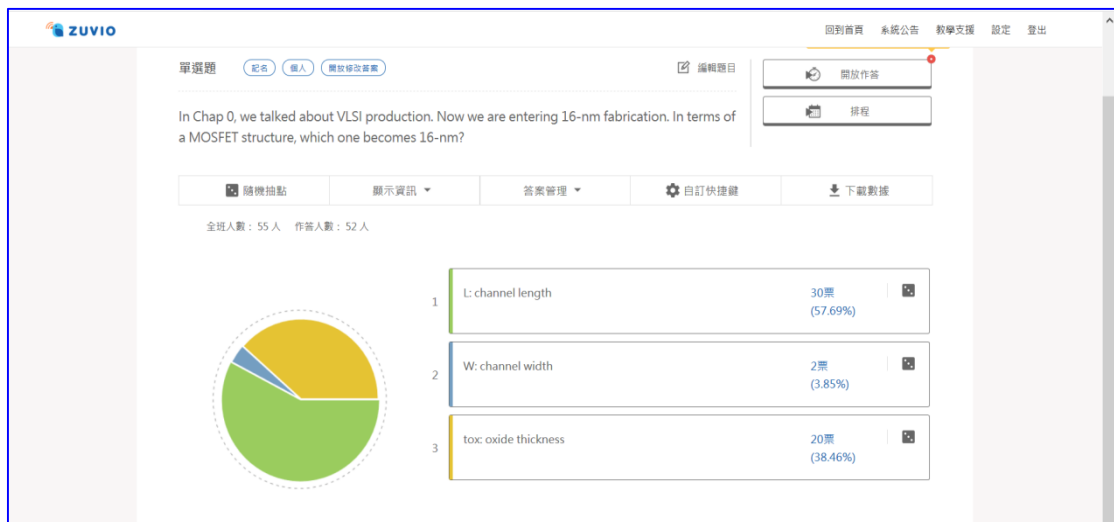 ZUVIO
回到首頁 系統公告 教學支援 設定 登出
單選題 記名 個人 開放修改答案 編輯題目
開放作答
排程
In Chap 0, we talked about VLSI production. Now we are entering 16-nm fabrication. In terms of
a MOSFET structure, which one becomes 16-nm?
隨機抽點 顯示資訊 答案管理 自訂快捷鍵 下載數據
全班人數： 55 人 作答人數： 52 人
1 L: channel length 30票
(57.69%)
2 W: channel width 2票
(3.85%)
3 tox: oxide thickness 20票
(38.46%)